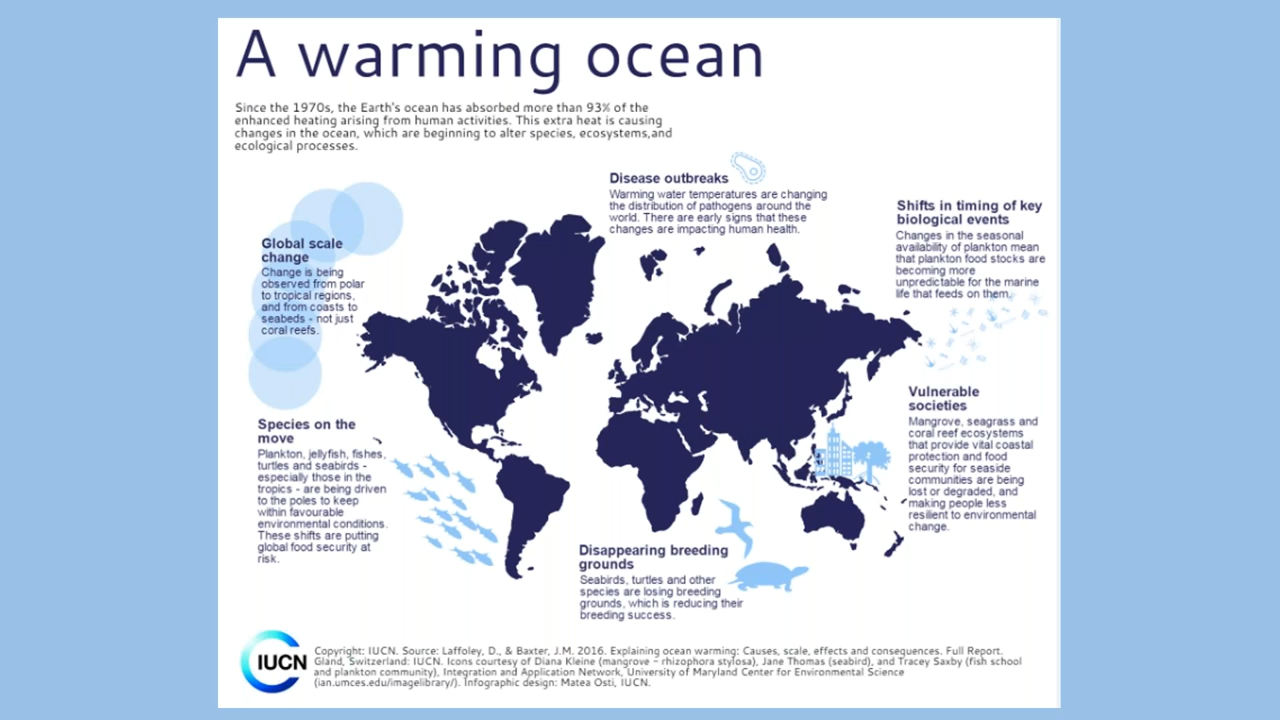 A warming ocean
Since the 1970s, the Earth's ocean has absorbed more than 93% of the
enhanced heating arising from human activities. This extra heat is causing
changes in the ocean, which are beginning to alter species, ecosystems,and
ecological processes.
Disease outbreaks
Warming water temperatures are changing
the distribution of pathogens around the
world. There are early signs that these
changes are impacting human health.
Shifts in timing of key
biological events
Changes in the seasonal
availability of plankton mean
that plankton food stocks are
becoming more
unpredictable for the marine
life that feeds on them.
Global scale
change
Change is being
observed from polar
to tropical regions,
and from coasts to
seabeds - not just
coral reefs.
Vulnerable
societies
Mangrove, seagrass and
coral reef ecosystems
that provide vital coastal
protection and food
security for seaside
communities are being
lost or degraded, and
making people less
resilient to environmental
change.
Species on the
move
Plankton, jellyfish, fishes,
turtles and seabirds -
especially those in the
tropics - are being driven
to the poles to keep
within favourable
environmental conditions.
These shifts are putting
global food security at
risk.
Disappearing breeding
grounds
Seabirds, turtles and other
species are losing breeding
grounds, which is reducing their
breeding success.
IUCN
Copyright: IUCN. Source: Laffoley, D., & Baxter, J.M. 2016. Explaining ocean warming: Causes, scale, effects and consequences. Full Report.
Gland, Switzerland: IUCN. Icons courtesy of Diana Kleine (mangrove - rhizophora stylosa), Jane Thomas (seabird), and Tracey Saxby (fish school
and plankton community), Integration and Application Network, University of Maryland Center for Environmental Science
(ian.umces.edu/imagelibrary/). Infographic design: Matea Osti, IUCN.